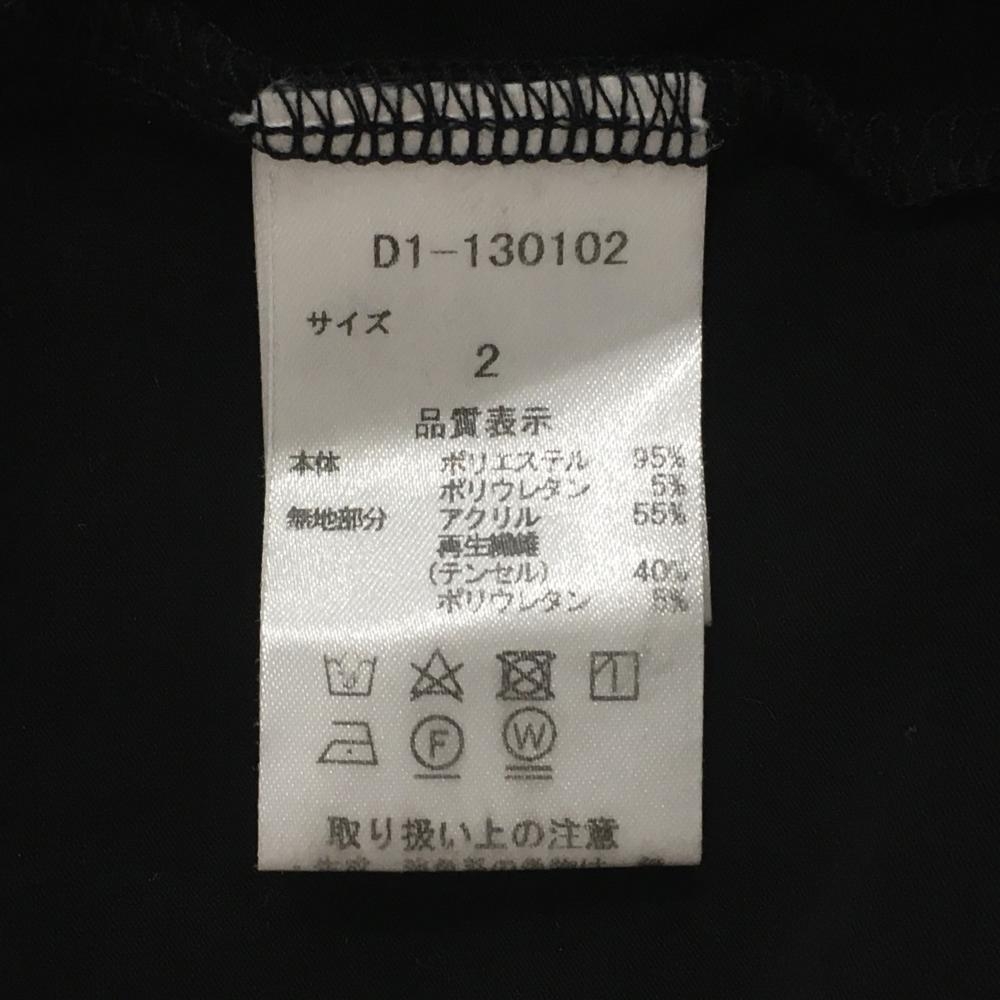 D1-130102
サイズ
2
品質表示
本体 ポリエステル 95%
ポリウレタン 5%
無地部分 アクリル 55%
再生繊維
(テンセル) 40%
ポリウレタン 5%
F W
取り扱い上の注意